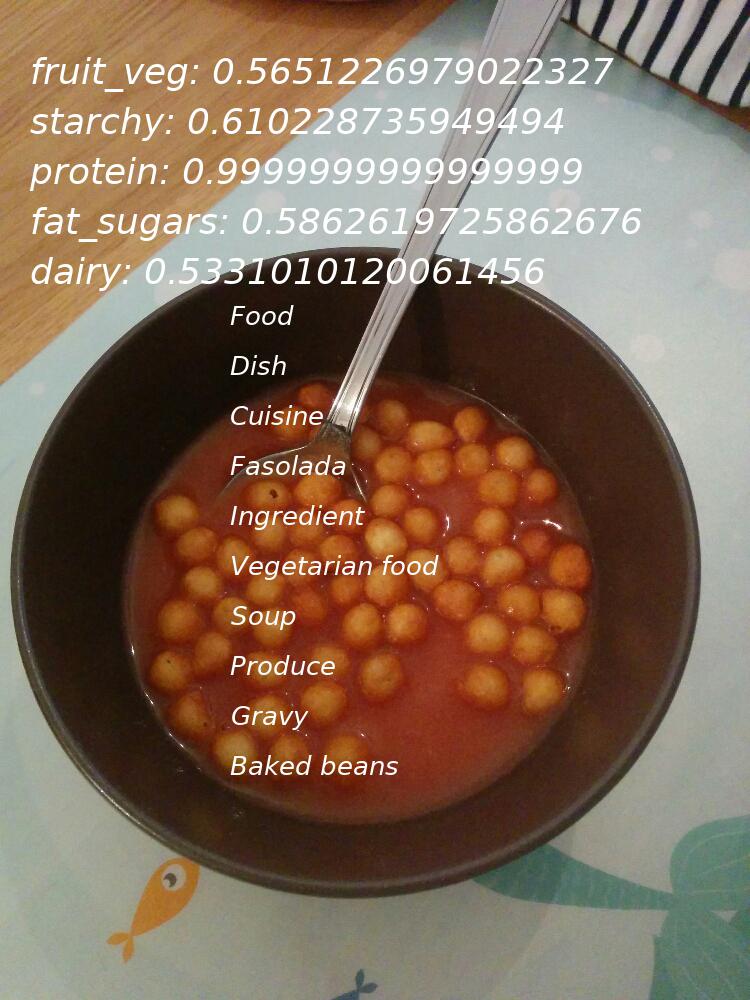 fruit_veg: 0.5651226979022327
starchy: 0.610228735949494
protein: 0.9999999999999999
fat_sugars: 0.5862619725862676
dairy: 0.5331010120061456
Food
Dish
Cuisine
Fasolada
Ingredient
Vegetarian food
Soup
Produce
Gravy
Baked beans